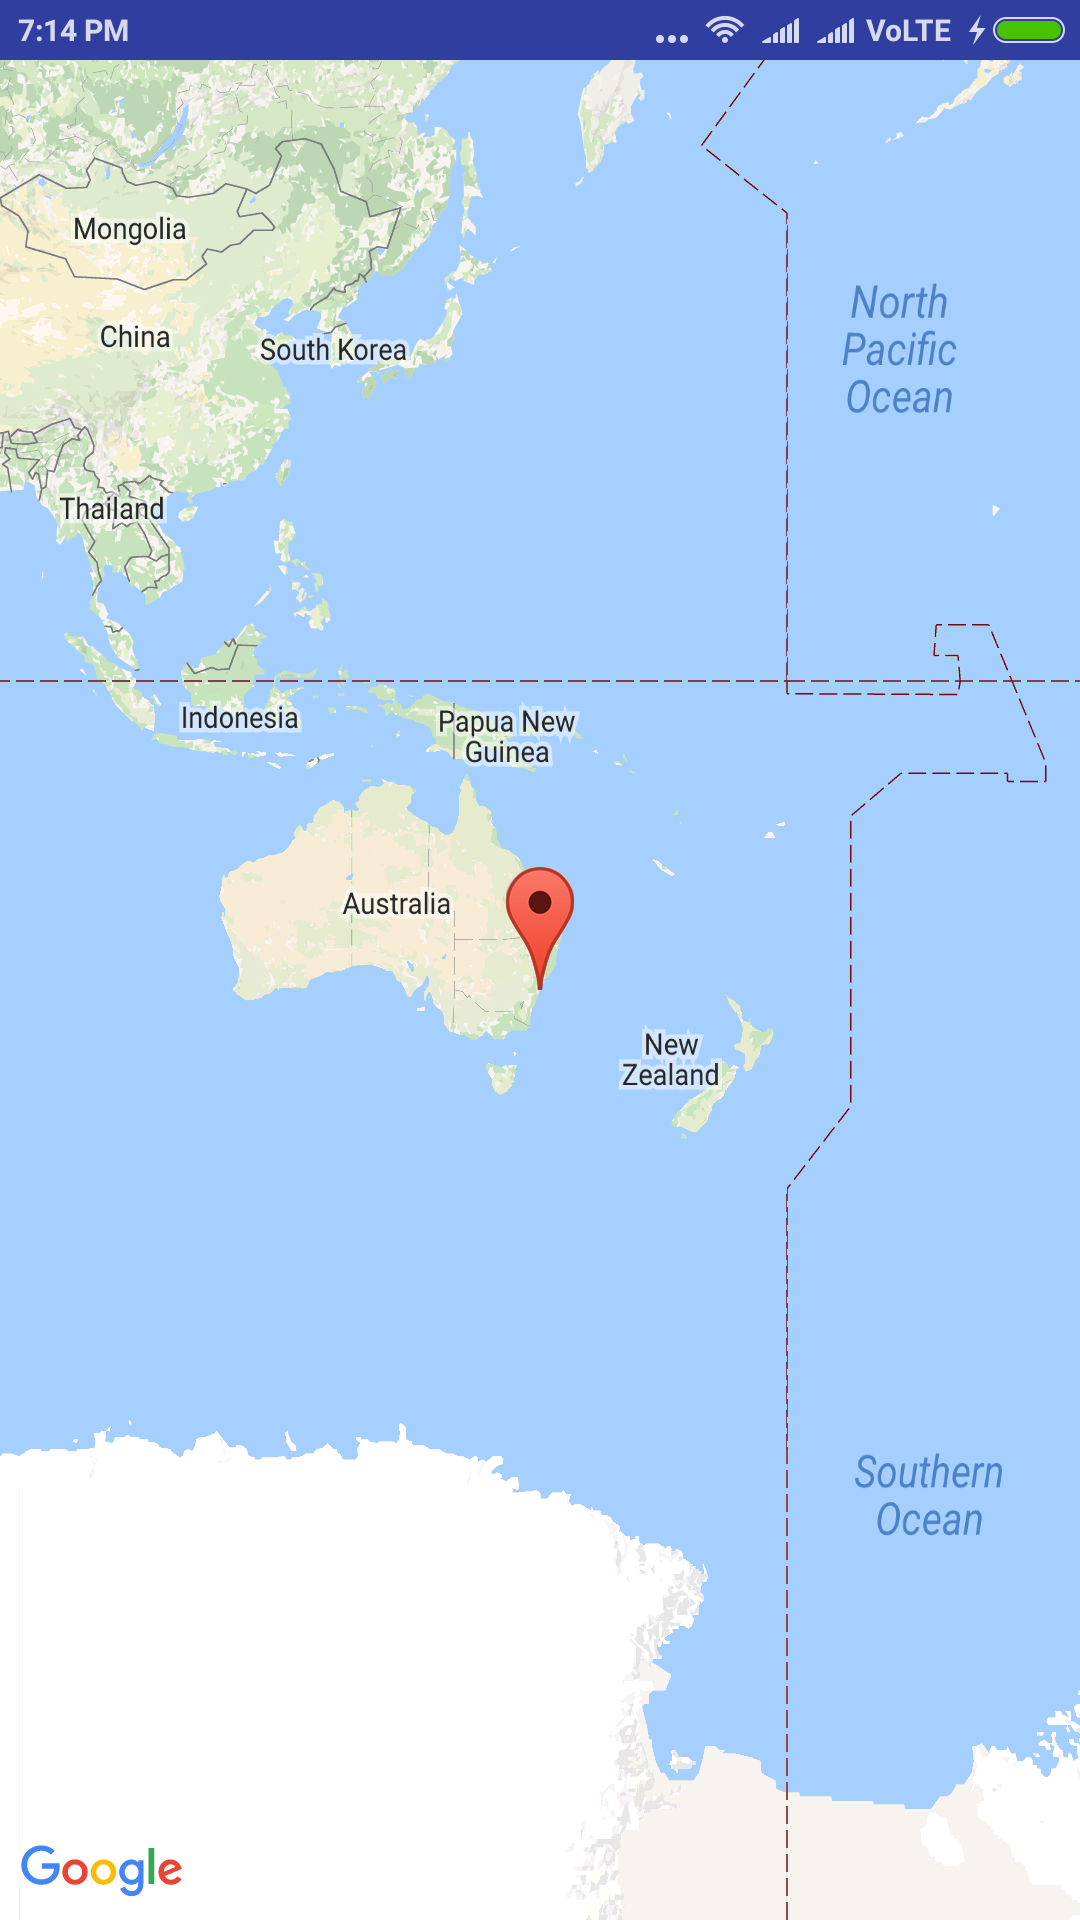 7:14 PM
... VoLTE
Mongolia
North
Pacific
Ocean
China
South Korea
Thailand
Indonesia
Papua New
Guinea
Australia
New
Zealand
Southern
Ocean
Google